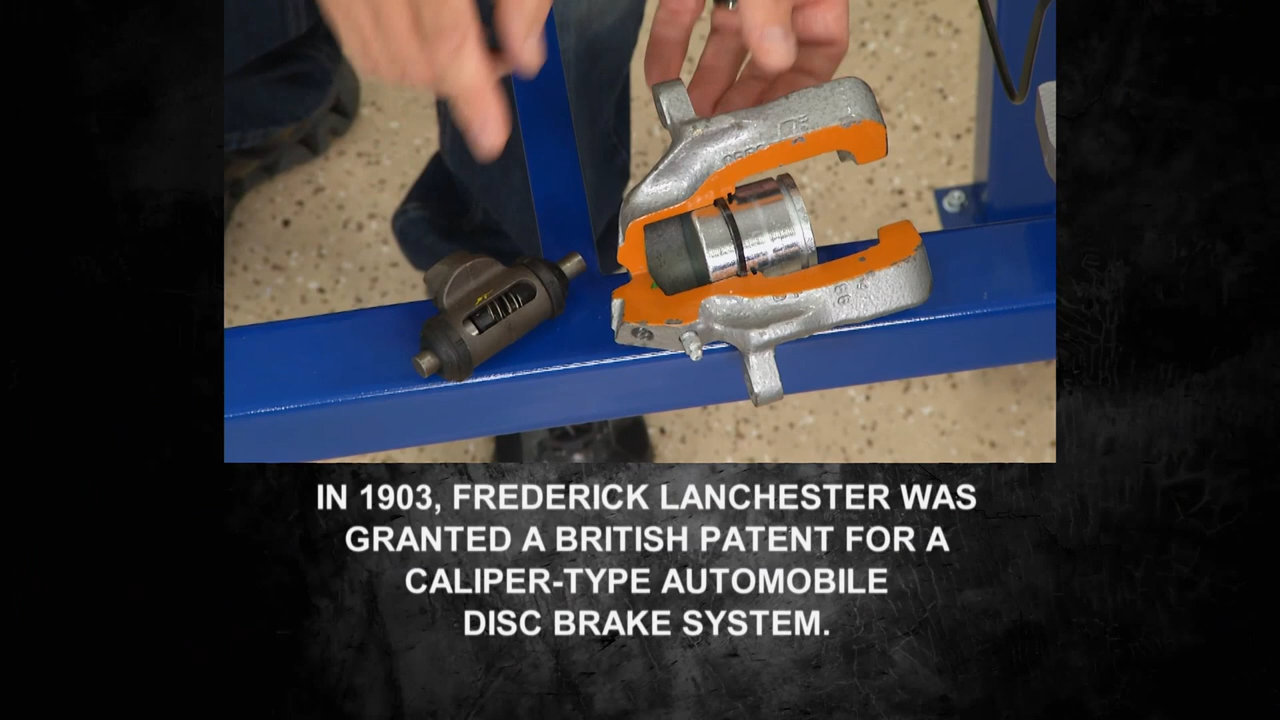 IN 1903, FREDERICK LANCHESTER WAS
GRANTED A BRITISH PATENT FOR A
CALIPER-TYPE AUTOMOBILE
DISC BRAKE SYSTEM.